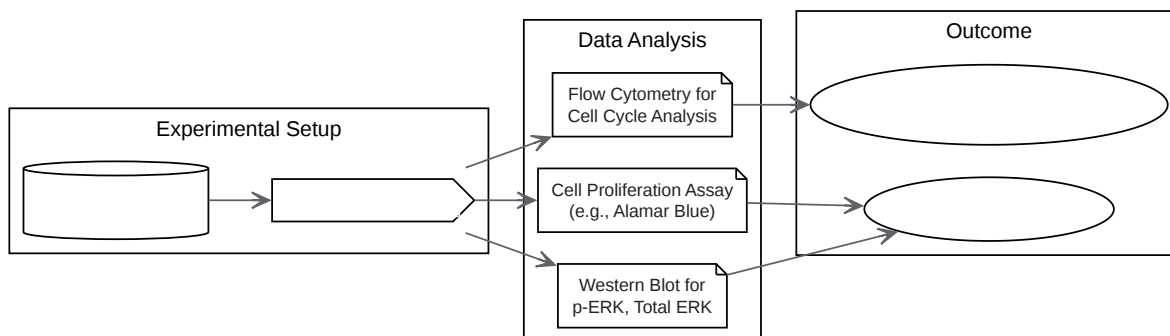 Experimental Setup
Data Analysis
Flow Cytometry for
Cell Cycle Analysis
Cell Proliferation Assay
(e.g., Alamar Blue)
Western Blot for
p-ERK, Total ERK
Outcome